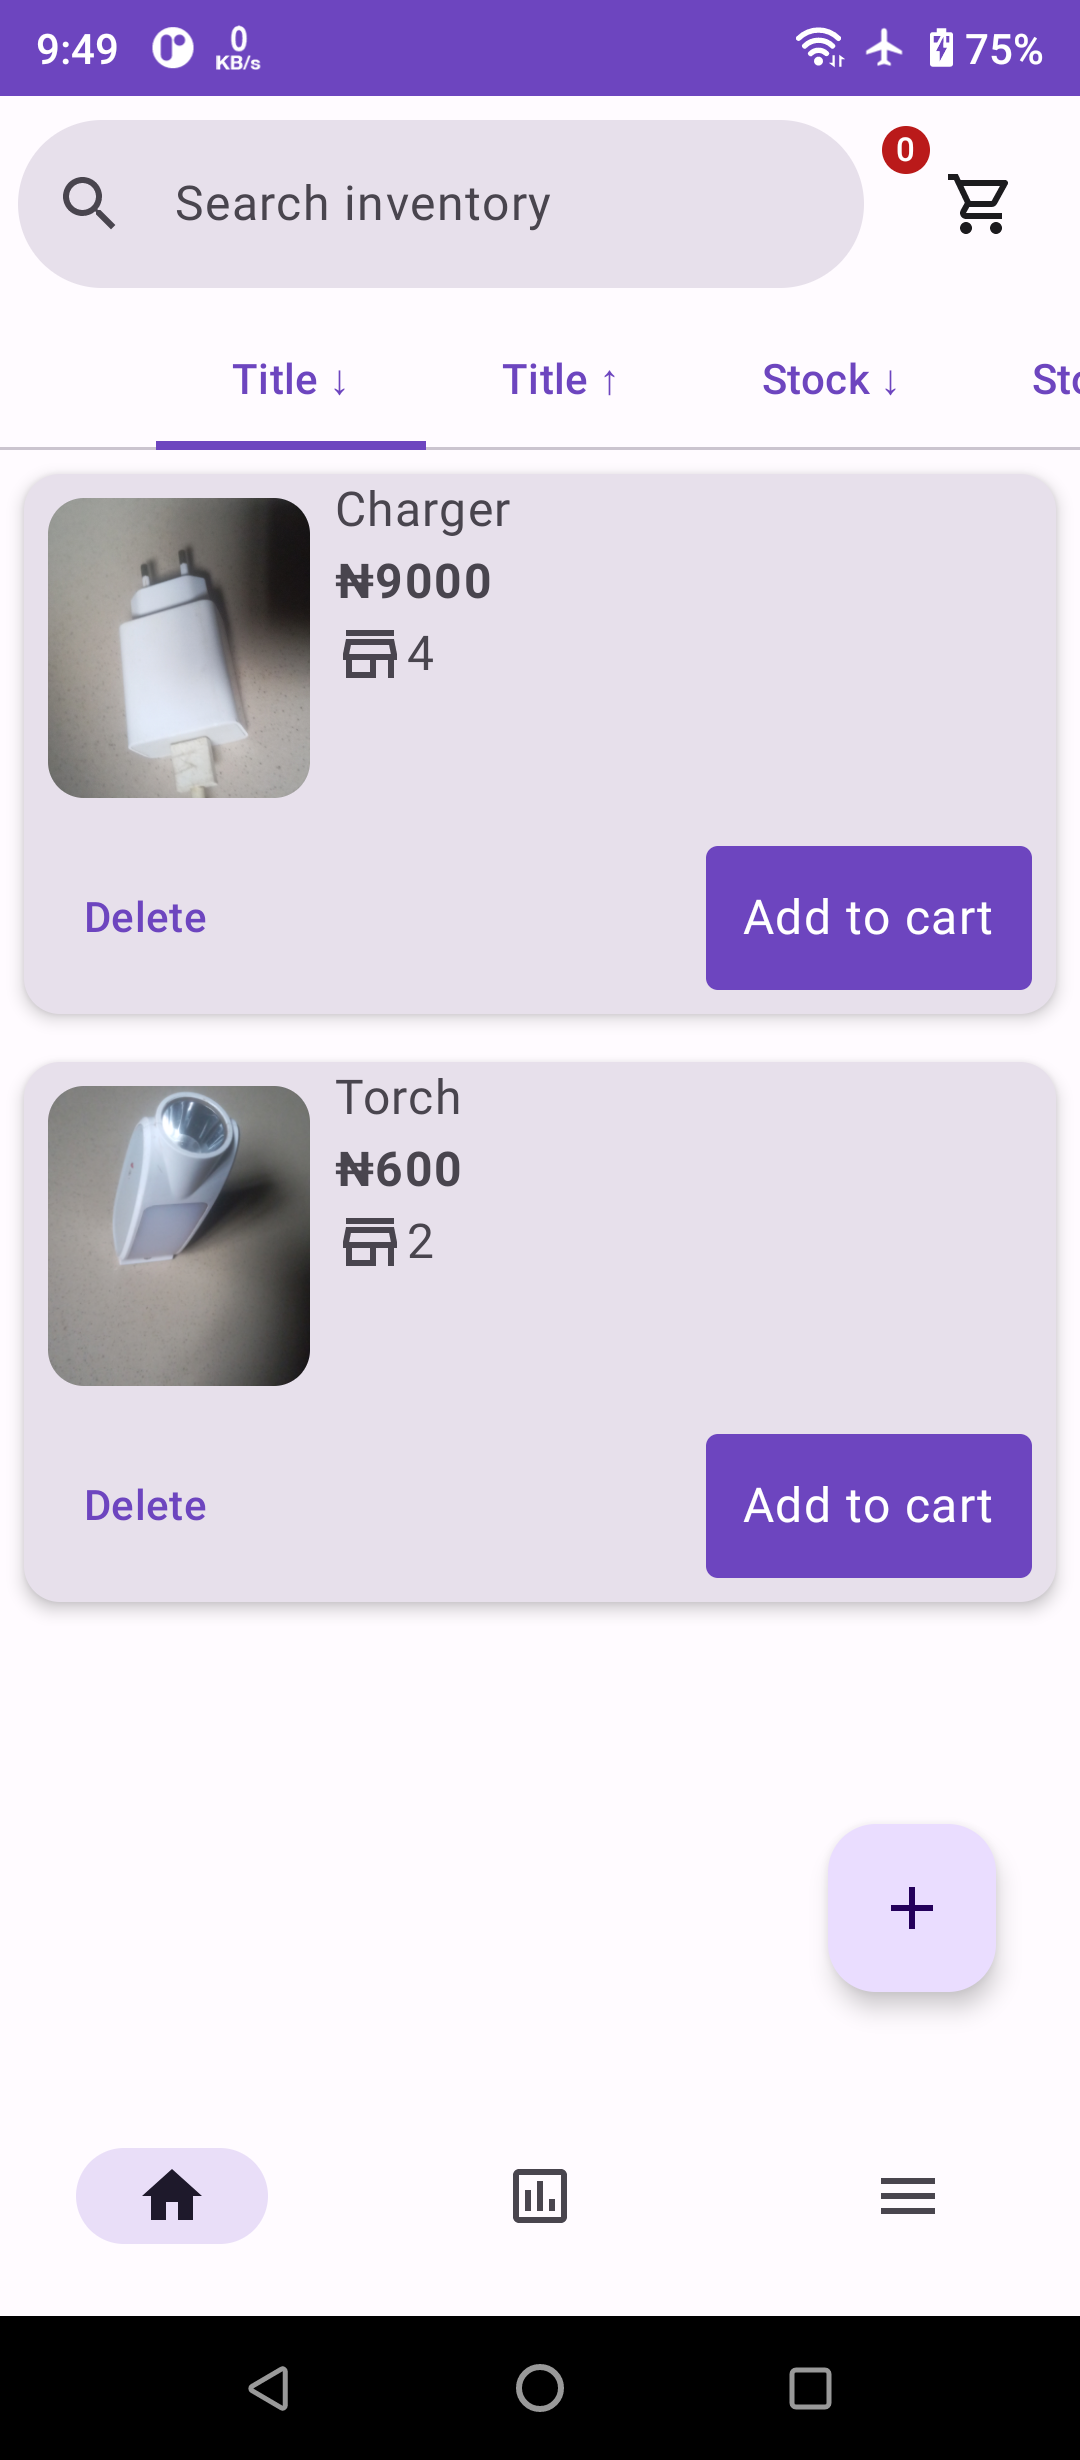 9:49
0
KB/s
75%
Search inventory
0
Title ↓
Title ↑
Stock ↓
Sto
Charger
₦9000
4
Delete
Add to cart
Torch
₦600
2
Delete
Add to cart